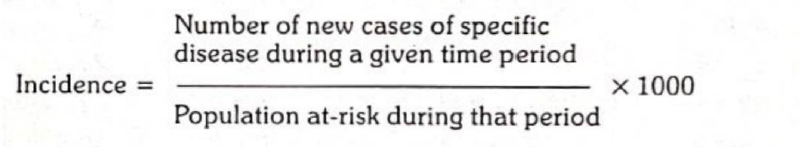 Number of new cases of specific
disease during a given time period
Incidence = × 1000
Population at-risk during that period